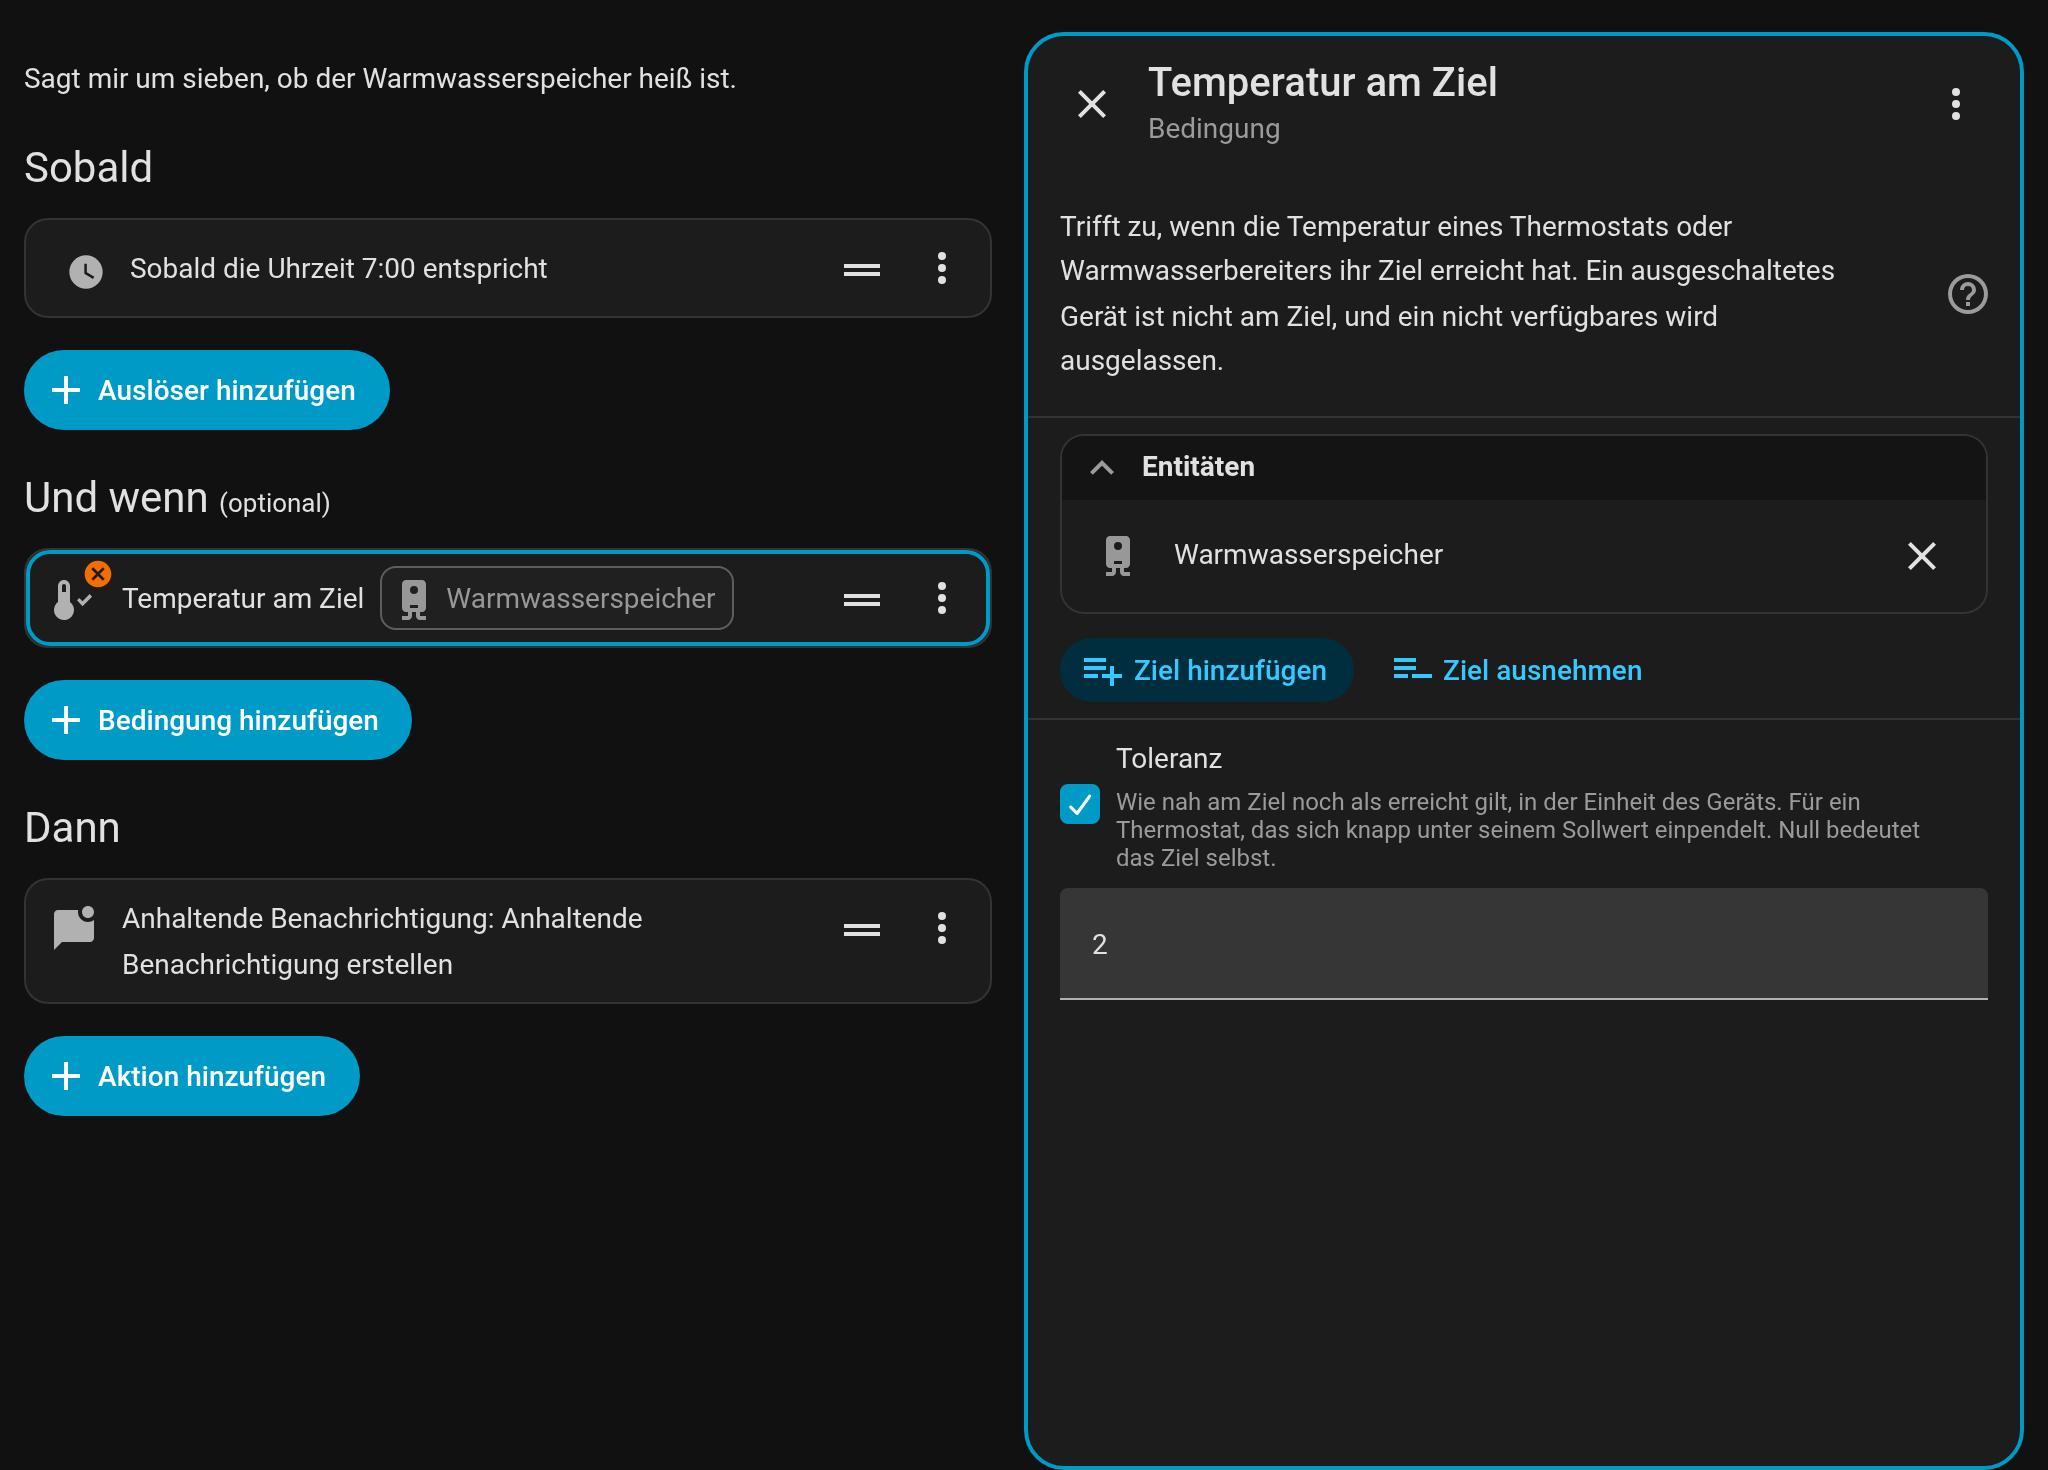 Sagt mir um sieben, ob der Warmwasserspeicher heiß ist.
Sobald
Sobald die Uhrzeit 7:00 entspricht
Auslöser hinzufügen
Und wenn (optional)
Temperatur am Ziel Warmwasserspeicher
Bedingung hinzufügen
Dann
Anhaltende Benachrichtigung: Anhaltende
Benachrichtigung erstellen
Aktion hinzufügen
Temperatur am Ziel
Bedingung
Trifft zu, wenn die Temperatur eines Thermostats oder
Warmwasserbereiters ihr Ziel erreicht hat. Ein ausgeschaltetes
Gerät ist nicht am Ziel, und ein nicht verfügbares wird
ausgelassen.
Entitäten
Warmwasserspeicher
Ziel hinzufügen Ziel ausnehmen
Toleranz
Wie nah am Ziel noch als erreicht gilt, in der Einheit des Geräts. Für ein
Thermostat, das sich knapp unter seinem Sollwert einpendelt. Null bedeutet
das Ziel selbst.
2